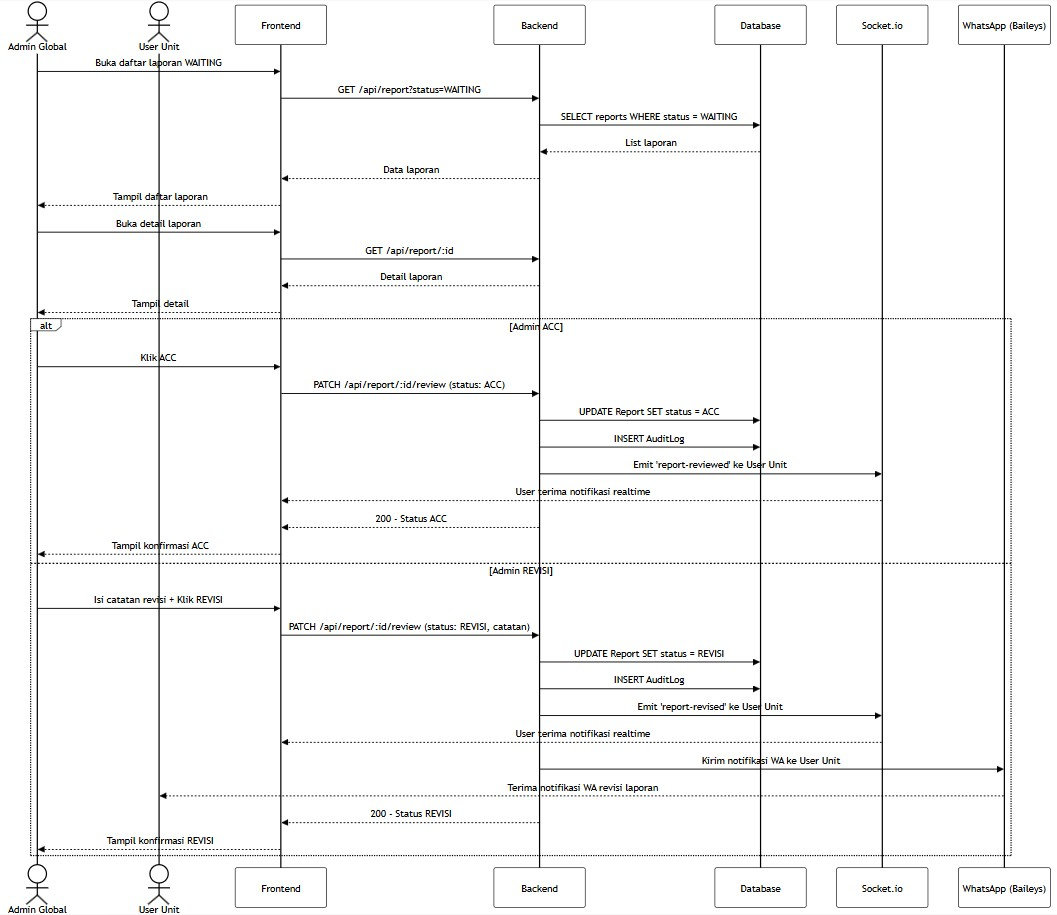 Admin Global
User Unit
Frontend
Backend
Database
Socket.io
WhatsApp (Baileys)
Buka daftar laporan WAITING
GET /api/report?status=WAITING
SELECT reports WHERE status = WAITING
List laporan
Data laporan
Tampil daftar laporan
Buka detail laporan
GET /api/report/:id
Detail laporan
Tampil detail
alt
[Admin ACC]
Klik ACC
PATCH /api/report/:id/review (status: ACC)
UPDATE Report SET status = ACC
INSERT AuditLog
Emit 'report-reviewed' ke User Unit
User terima notifikasi realtime
200 - Status ACC
Tampil konfirmasi ACC
[Admin REVISI]
Isi catatan revisi + Klik REVISI
PATCH /api/report/:id/review (status: REVISI, catatan)
UPDATE Report SET status = REVISI
INSERT AuditLog
Emit 'report-revised' ke User Unit
User terima notifikasi realtime
Kirim notifikasi WA ke User Unit
Terima notifikasi WA revisi laporan
200 - Status REVISI
Tampil konfirmasi REVISI
Admin Global
User Unit
Frontend
Backend
Database
Socket.io
WhatsApp (Baileys)